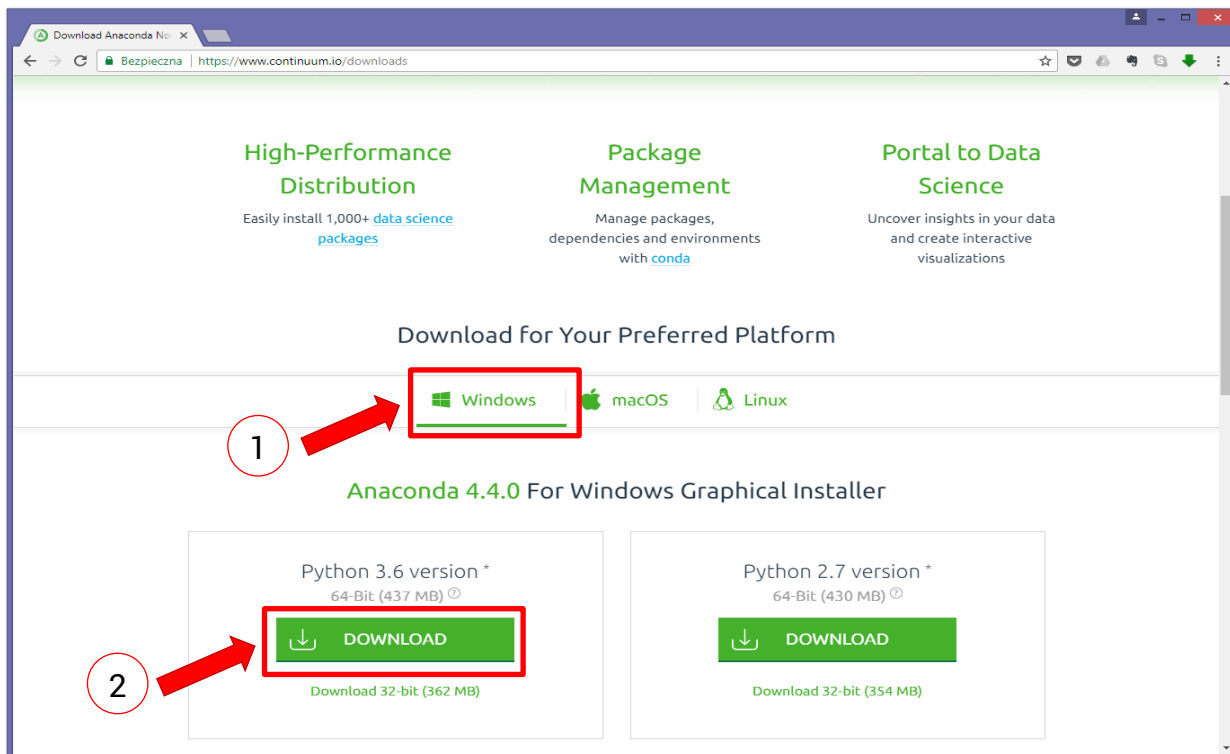 Download Anaconda No
Bezpieczna | https://www.continuum.io/downloads
High-Performance
Distribution
Easily install 1,000+ data science
packages
Package
Management
Manage packages,
dependencies and environments
with conda
Portal to Data
Science
Uncover insights in your data
and create interactive
visualizations
Download for Your Preferred Platform
Windows
macOS
Linux
1
Anaconda 4.4.0 For Windows Graphical Installer
Python 3.6 version *
64-Bit (437 MB) ?
DOWNLOAD
Download 32-bit (362 MB)
2
Python 2.7 version *
64-Bit (430 MB) ?
DOWNLOAD
Download 32-bit (354 MB)